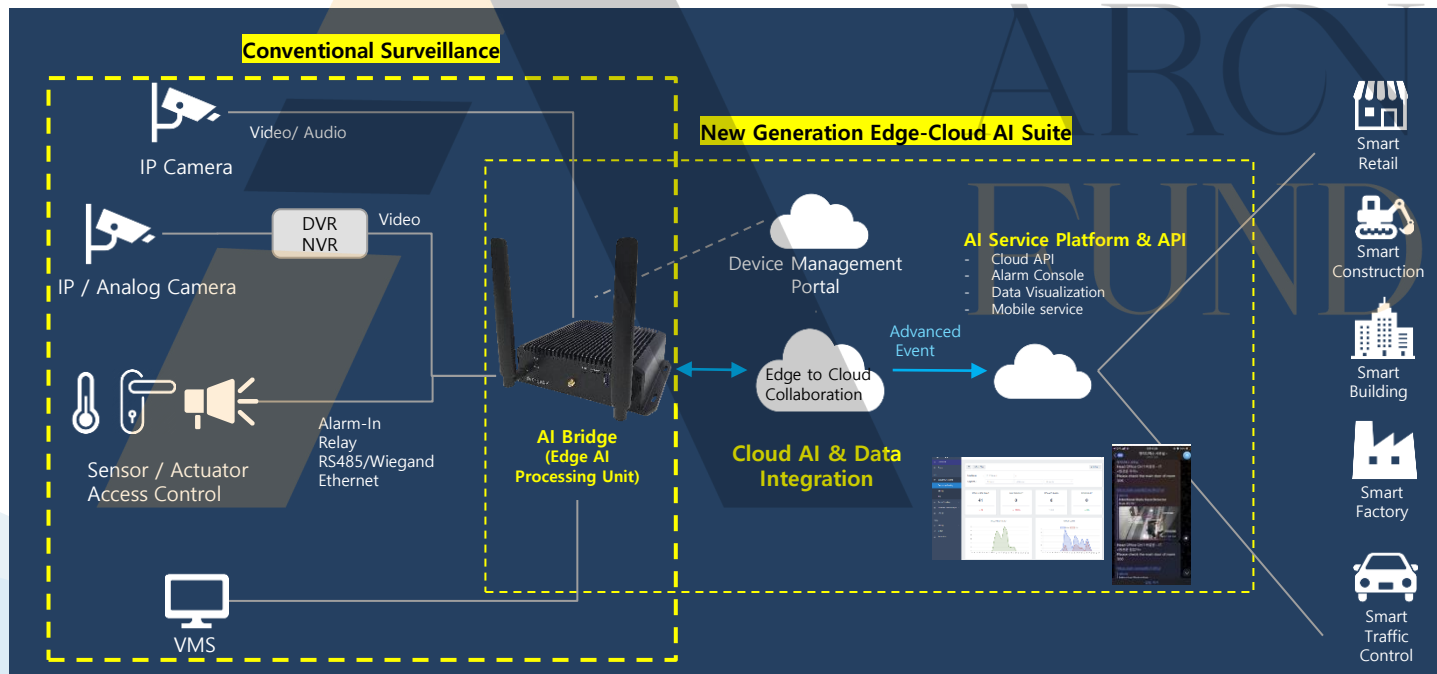 ARCN
FUND
Conventional Surveillance
New Generation Edge-Cloud AI Suite
Video/ Audio
IP Camera
DVR
NVR
Video
IP / Analog Camera
Alarm-In
Relay
RS485/Wiegand
Ethernet
Sensor / Actuator
Access Control
VMS
AI Bridge
(Edge AI
Processing Unit)
Device Management
Portal
Edge to Cloud
Collaboration
Advanced
Event
Cloud AI & Data
Integration
AI Service Platform & API
- Cloud API
- Alarm Console
- Data Visualization
- Mobile service
Smart
Retail
Smart
Construction
Smart
Building
Smart
Factory
Smart
Traffic
Control